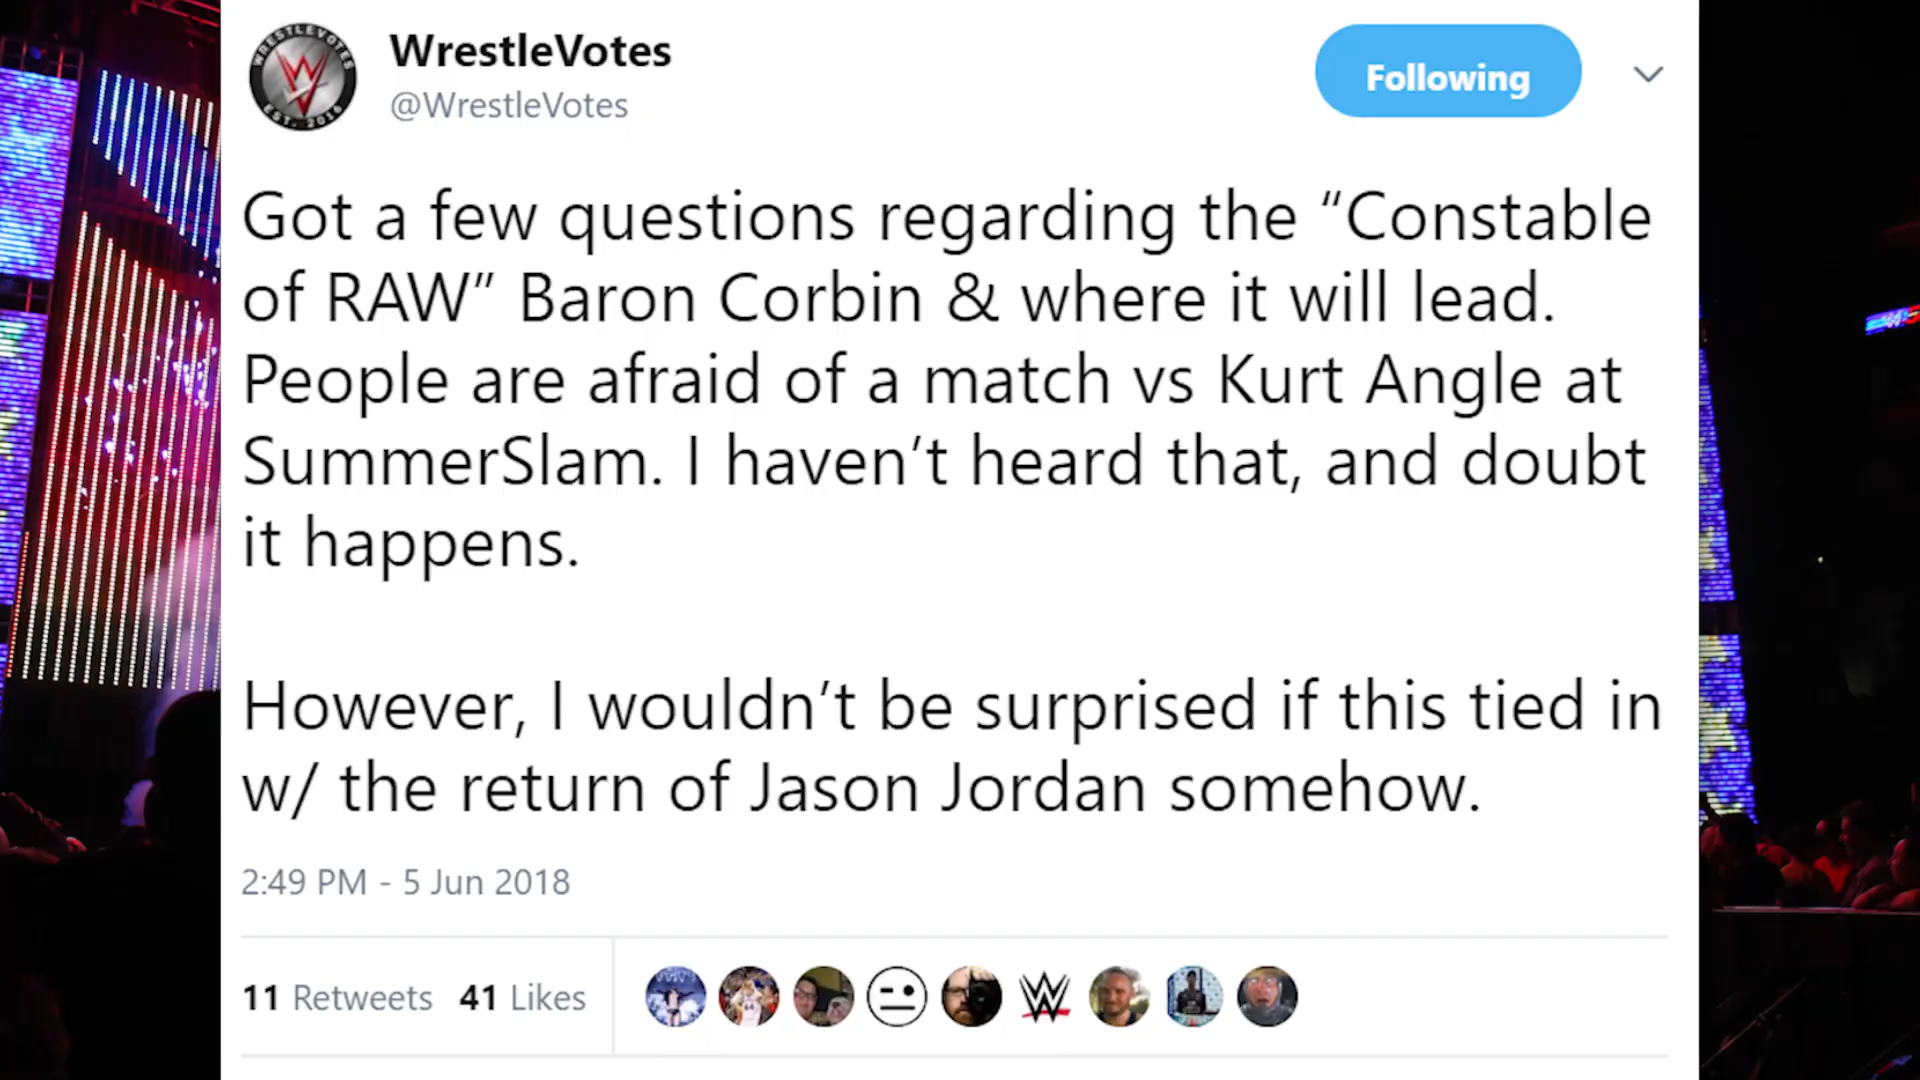 WRESTLEVOTES
EST. 2016
WrestleVotes
@WrestleVotes
Following
Got a few questions regarding the “Constable
of RAW” Baron Corbin & where it will lead.
People are afraid of a match vs Kurt Angle at
SummerSlam. I haven’t heard that, and doubt
it happens.
However, I wouldn’t be surprised if this tied in
w/ the return of Jason Jordan somehow.
2:49 PM - 5 Jun 2018
11 Retweets 41 Likes